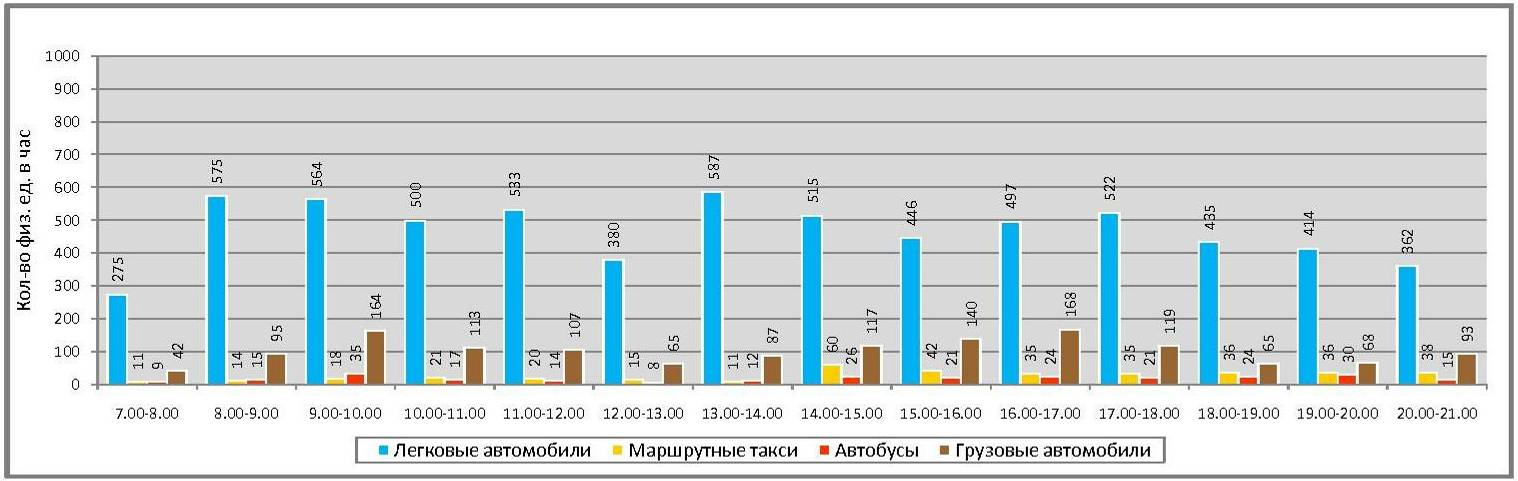 Кол-во физ. ед. в час
1000
900
800
700
600
500
400
300
200
100
0
275 11 9 42
575 14 15 95
564 18 35 164
500 21 17 113
533 20 14 107
380 15 8 65
587 11 12 87
515 60 26 117
446 42 21 140
497 35 24 168
522 35 21 119
435 36 24 65
414 36 30 68
362 38 15 93
7.00-8.00 8.00-9.00 9.00-10.00 10.00-11.00 11.00-12.00 12.00-13.00 13.00-14.00 14.00-15.00 15.00-16.00 16.00-17.00 17.00-18.00 18.00-19.00 19.00-20.00 20.00-21.00
Легковые автомобили Маршрутные такси Автобусы Грузовые автомобили